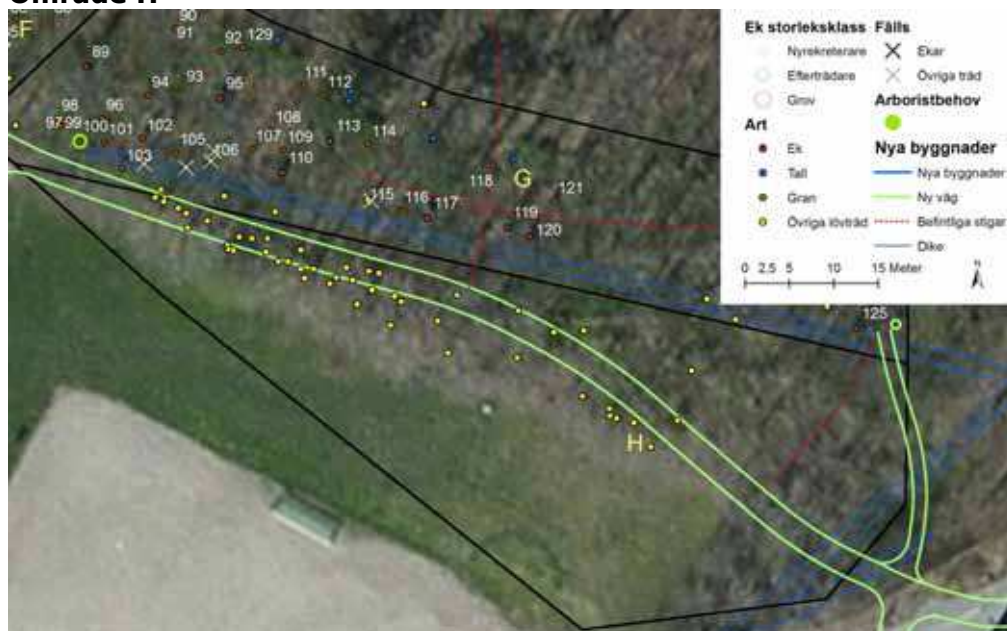 Område H
F
90
91
92 129
89
94 93 95 111 112
98 96 108
97 99 100 101 102 107 109 113 114
105 106
103 110
118
G
115 116 117 121
119
120
125
H
Ek storleksklass Fälls
Nyrekreterare Ekar
Efterträdare Övriga träd
Grov Arboristbehov
Art
Ek Nya byggnader
Tall Nya byggnader
Gran Ny väg
Övriga lövträd Befintliga stigar
Dike
0 2.5 5 10 15 Meter
N